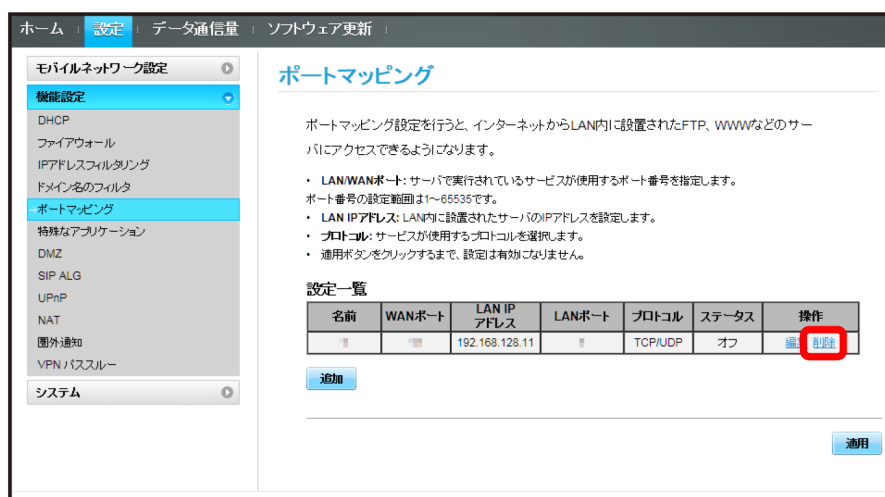 ホーム 設定 データ通信量 ソフトウェア更新
モバイルネットワーク設定
機能設定
DHCP
ファイアウォール
IPアドレスフィルタリング
ドメイン名のフィルタ
ポートマッピング
特殊なアプリケーション
DMZ
SIP ALG
UPnP
NAT
圏外通知
VPN パススルー
システム
ポートマッピング
ポートマッピング設定を行うと、インターネットからLAN内に設置されたFTP、WWWなどのサー
バにアクセスできるようになります。
・ LAN/WANポート: サーバで実行されているサービスが使用するポート番号を指定します。
ポート番号の設定範囲は1～65535です。
・ LAN IPアドレス: LAN内に設置されたサーバのIPアドレスを設定します。
・ プロトコル: サービスが使用するプロトコルを選択します。
・ 適用ボタンをクリックするまで、設定は有効になりません。
設定一覧
名前 WANポート LAN IP アドレス LANポート プロトコル ステータス 操作
192.168.128.11 TCP/UDP オフ 削除
追加
適用